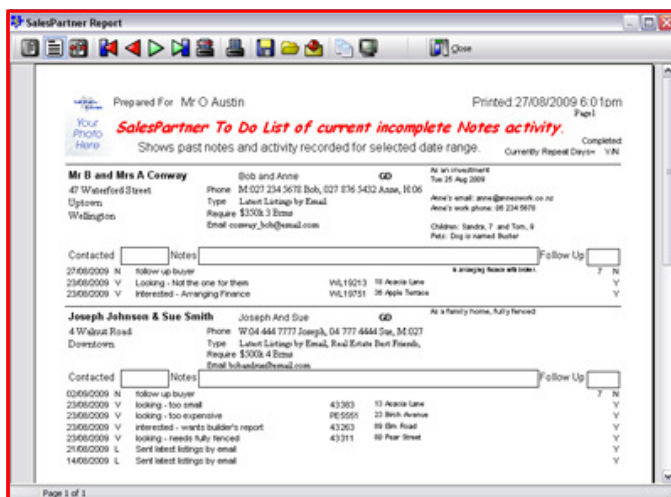 SalesPartner Report
Close
Prepared For Mr O Austin
Printed:27/08/2009 6:01pm
Page1
Your Photo Here
SalesPartner To Do List of current incomplete Notes activity.
Shows past notes and activity recorded for selected date range.
Completed:
Currently Repeat Days= Y/N
Mr B and Mrs A Conway Bob and Anne GD As an investment
Tue 25 Aug 2009
47 Waterford Street Phone M:027 234 5678 Bob, 027 876 5432 Anne, H:06
Uptown Type Latest Listings by Email Anne's email: anne@anneswork.co.nz
Wellington Require $350k 3 Brms Anne's work phone: 06 234 5678
Email conway_bob@email.com
Children: Sandra, 7 and Tom, 9
Pets: Dog is named Buster
Contacted Notes Follow Up
27/08/2009 N follow up buyer is arranging finance with broker. 7 N
23/08/2009 V Looking - Not the one for them WL19213 18 Acacia Lane Y
23/08/2009 V Interested - Arranging Finance WL19751 36 Apple Terrace Y
Joseph Johnson & Sue Smith Joseph And Sue GD As a family home, fully fenced
4 Walnut Road Phone W:04 444 7777 Joseph, 04 777 4444 Sue, M:027
Downtown Type Latest Listings by Email, Real Estate Best Friends,
Require $500k 4 Brms
Email bobandsue@email.com
Contacted Notes Follow Up
02/09/2009 N follow up buyer 7 N
23/08/2009 V looking - too small 43383 13 Acacia Lane Y
23/08/2009 V looking - too expensive PE5551 23 Birch Avenue Y
23/08/2009 V interested - wants builder's report 43263 89 Elm Road Y
23/08/2009 V looking - needs fully fenced 43311 80 Pear Street Y
21/08/2009 L Sent latest listings by email Y
14/08/2009 L Sent latest listings by email Y
Page 1 of 1